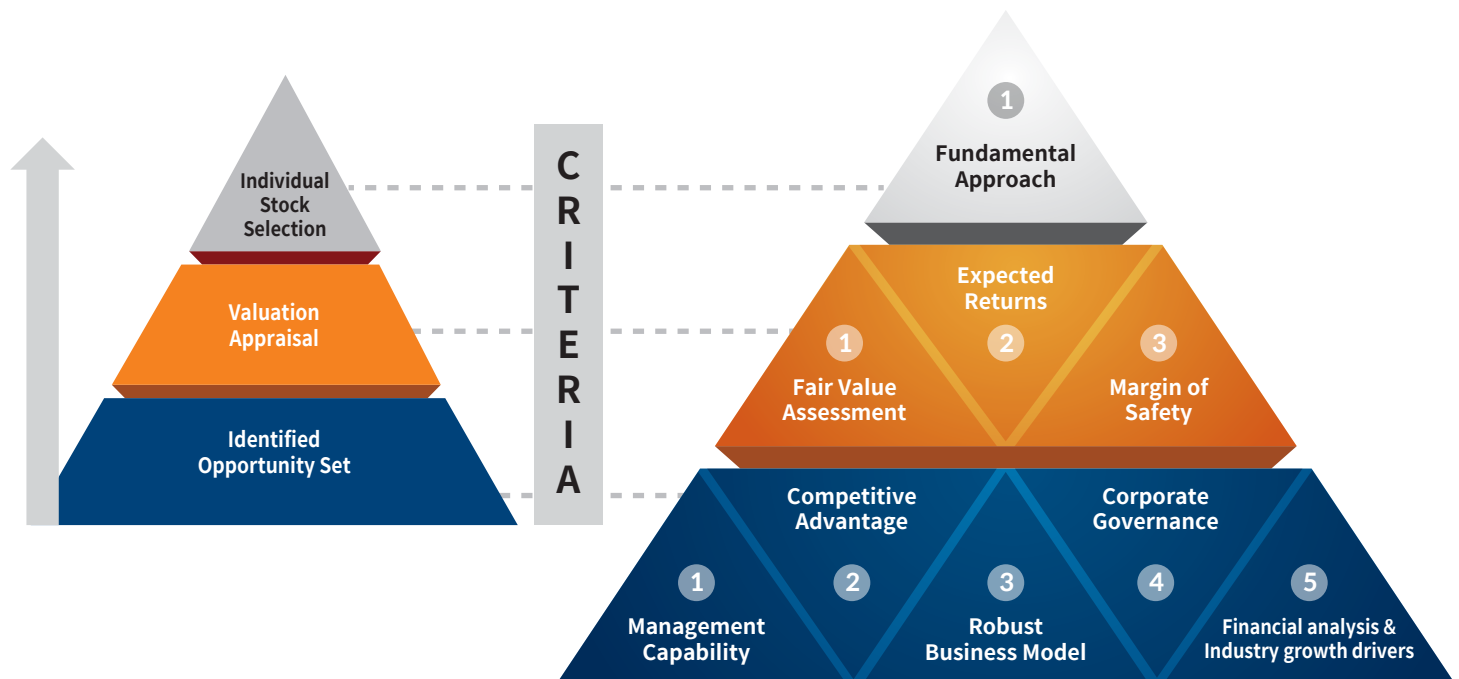 Individual
Stock
Selection
Valuation
Appraisal
Identified
Opportunity Set
CRITERIA
1
Fundamental
Approach
Expected
Returns
1
2
3
Fair Value
Assessment
Margin of
Safety
Competitive
Advantage
Corporate
Governance
1
2
3
4
5
Management
Capability
Robust
Business Model
Financial analysis &
Industry growth drivers